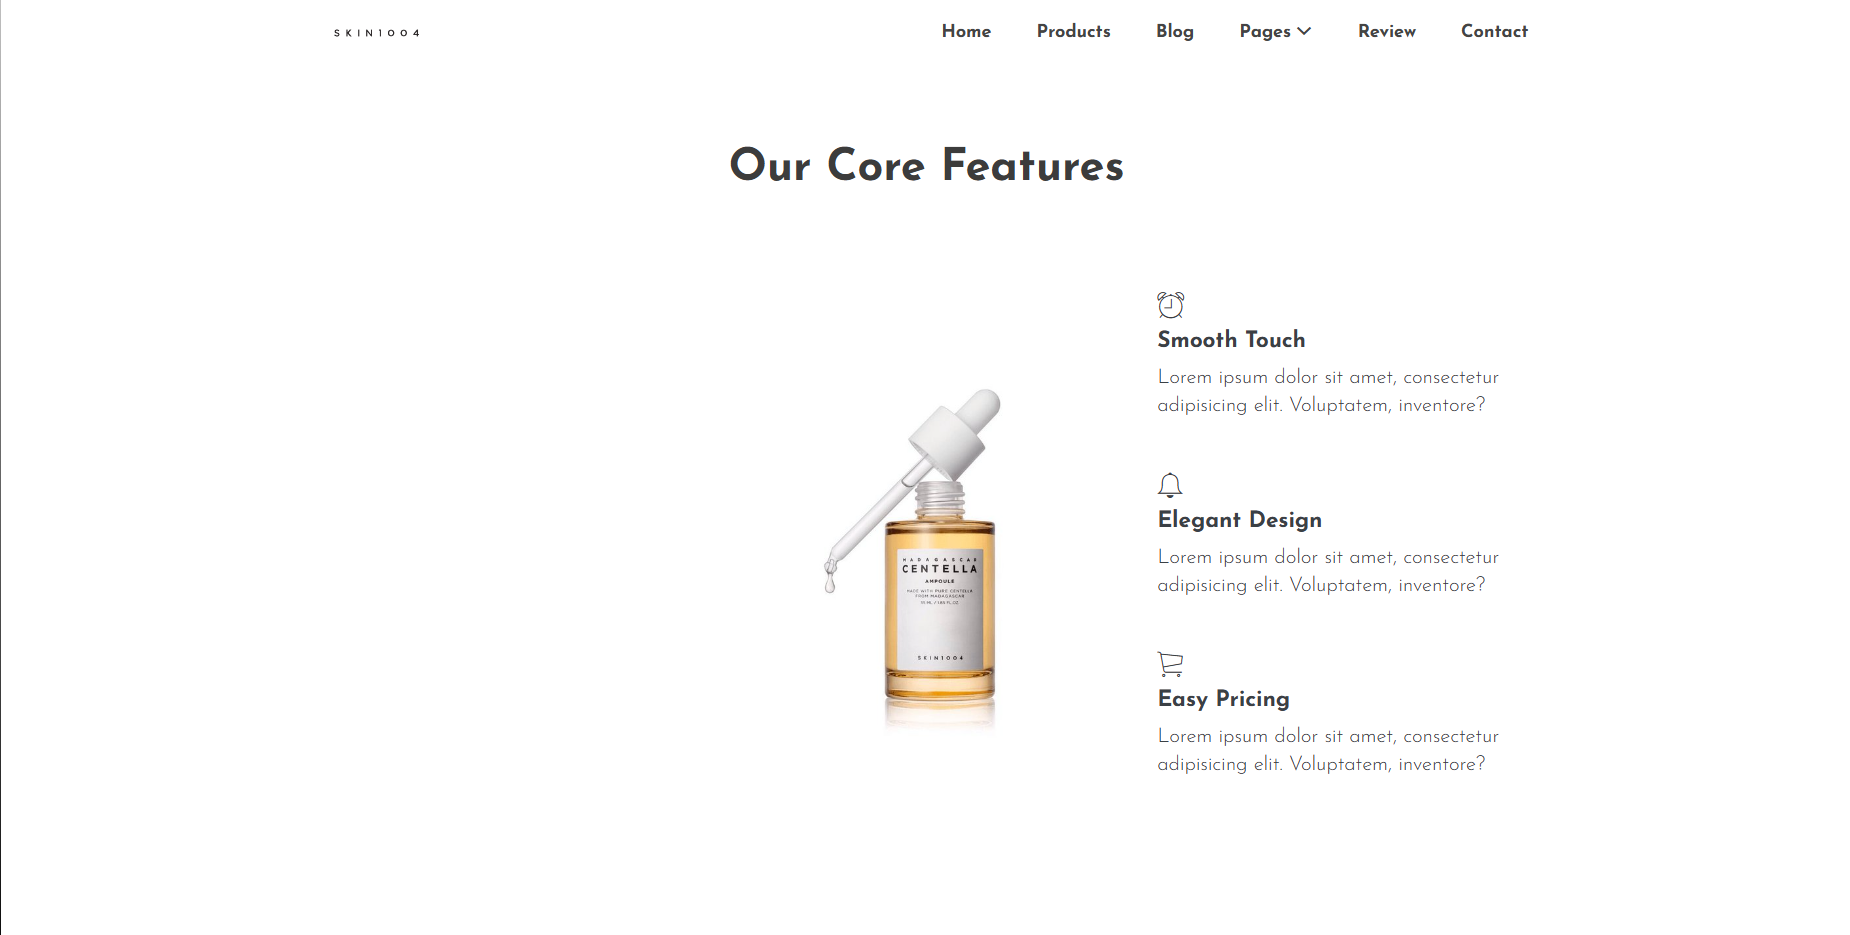 SKIN1004
Home Products Blog Pages Review Contact
Our Core Features
Smooth Touch
Lorem ipsum dolor sit amet, consectetur
adipisicing elit. Voluptatem, inventore?
MADAGASCAR
CENTELLA
AMPOULE
MADE WITH PURE CENTELLA
FROM MADAGASCAR
SKIN1004
Elegant Design
Lorem ipsum dolor sit amet, consectetur
adipisicing elit. Voluptatem, inventore?
Easy Pricing
Lorem ipsum dolor sit amet, consectetur
adipisicing elit. Voluptatem, inventore?